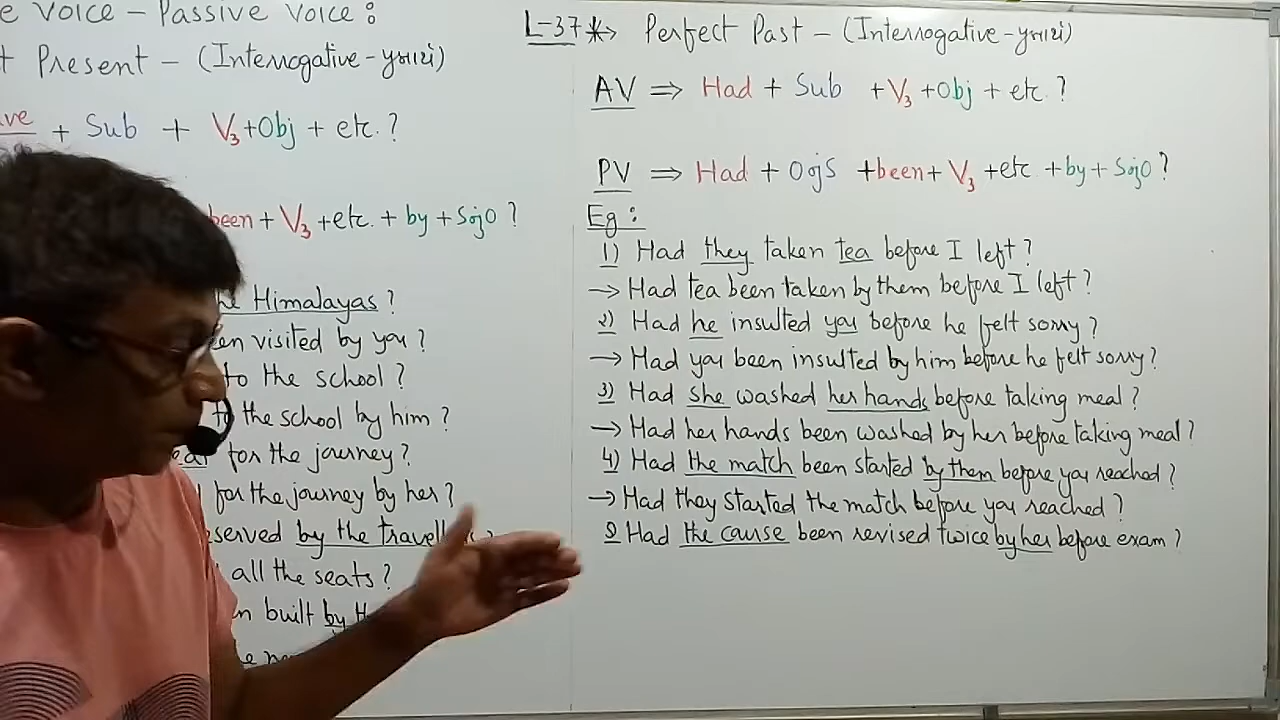 e Voice – Passive Voice :
t Present – (Interrogative-પ્રશ્નાર્થ)
ve + Sub + V3+Obj + etc. ?
been + V3 +etc. + by +SojO ?
he Himalayas ?
en visited by you ?
to the school ?
to the school by him ?
ear for the journey?
for the journey by her ?
served by the travell
all the seats ?
n built by
L-37 * → Perfect Past – (Interrogative-પ્રશ્નાર્થ)
AV ⇒ Had + Sub +V3 +Obj + etc. ?
PV ⇒ Had + OojS +been+ V3 +etc. +by+SojO ?
Eg :
1) Had they taken tea before I left ?
→ Had tea been taken by them before I left ?
2) Had he insulted you before he felt sorry ?
→ Had you been insulted by him before he felt sorry ?
3) Had she washed her hands before taking meal ?
→ Had her hands been washed by her before taking meal ?
4) Had the match been started by them before you reached ?
→ Had they started the match before you reached ?
Had the course been revised twice by her before exam ?